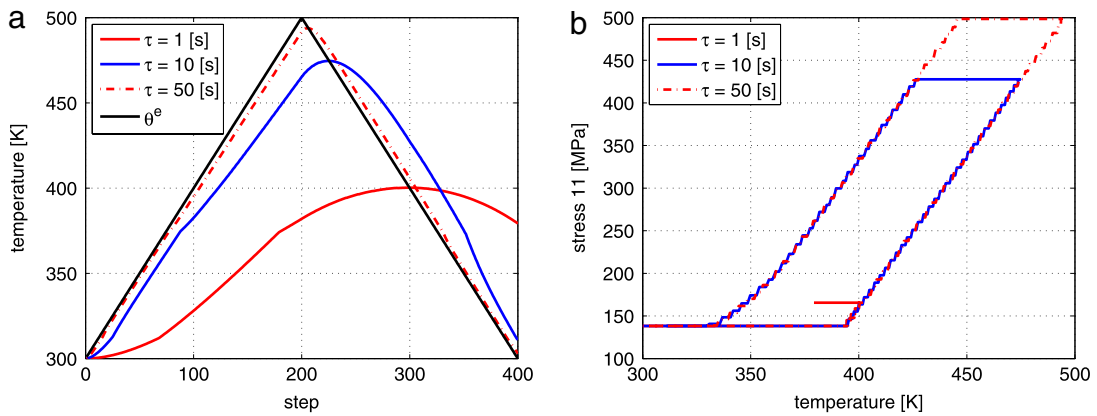 a
500
450
400
350
300
0
100
200
300
400
temperature [K]
step
τ = 1 [s]
τ = 10 [s]
τ = 50 [s]
θᵉ
b
500
450
400
350
300
250
200
150
100
300
350
400
450
500
stress 11 [MPa]
temperature [K]
τ = 1 [s]
τ = 10 [s]
τ = 50 [s]